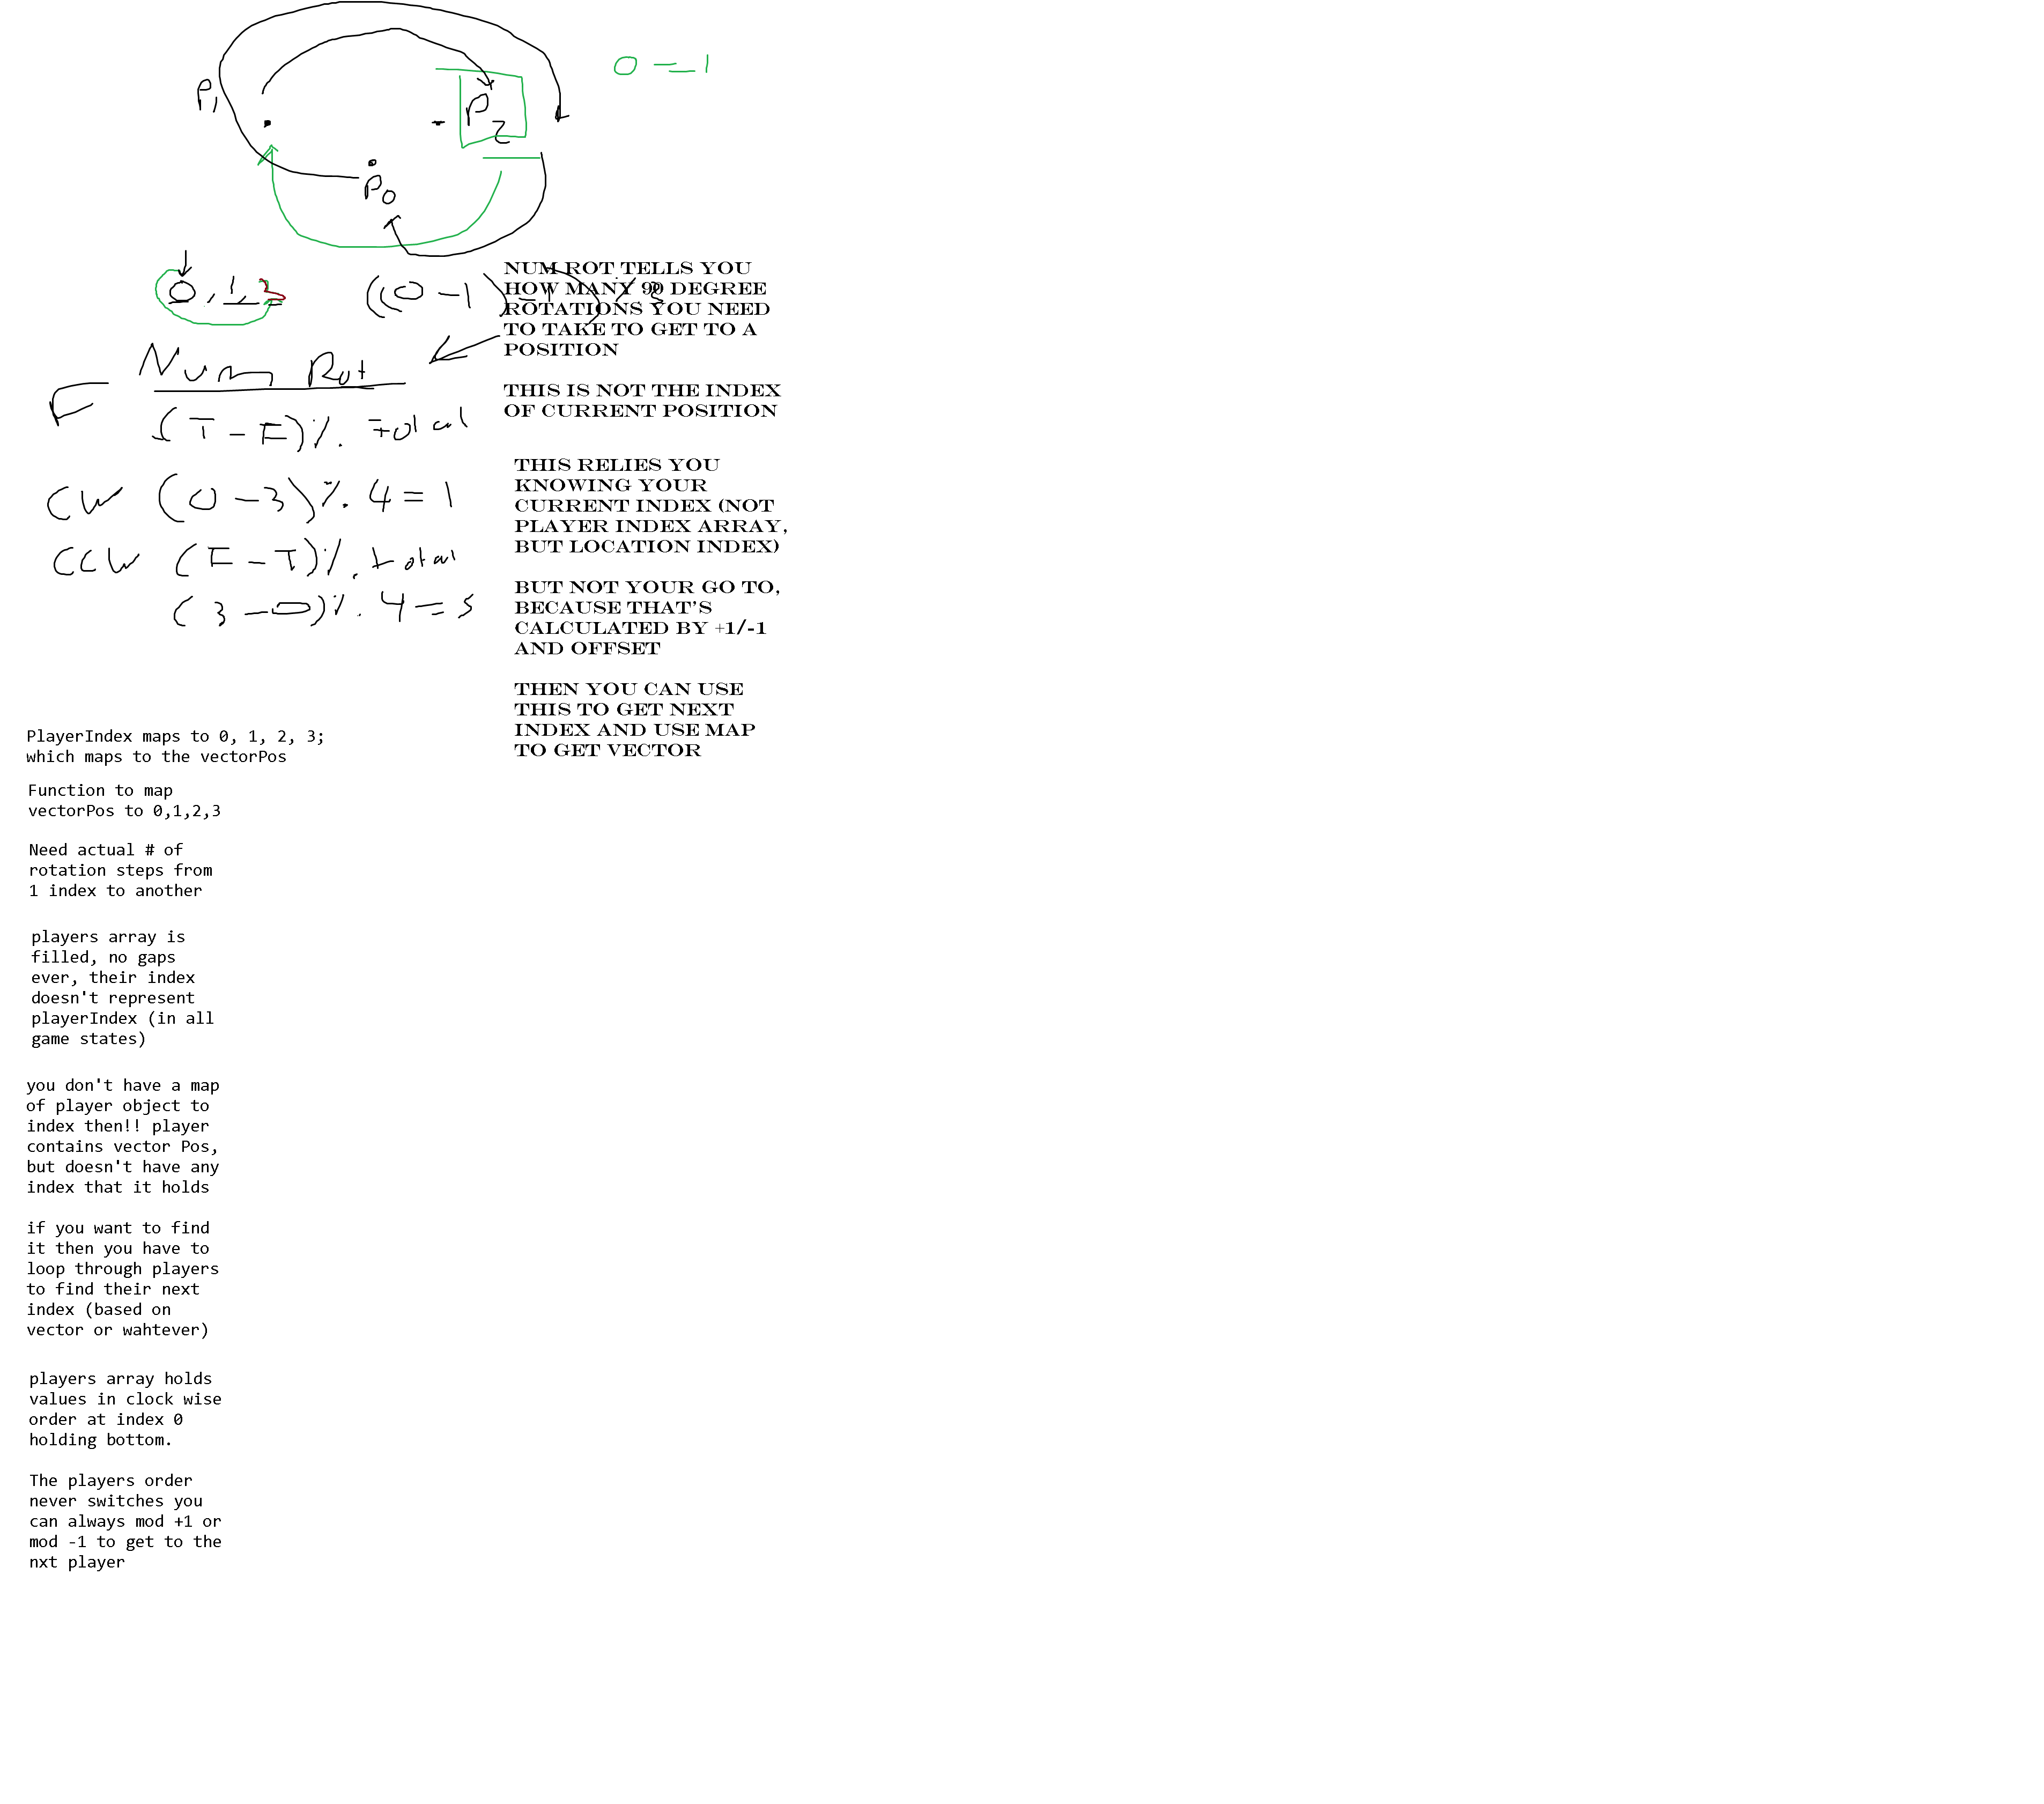 0 = -1
P1
P2
P0
0, 1, 2
((0 - 1) - 1) % 3
NUM ROT TELLS YOU
HOW MANY 90 DEGREE
ROTATIONS YOU NEED
TO TAKE TO GET TO A
POSITION
THIS IS NOT THE INDEX
OF CURRENT POSITION
Num Rot
F
(T - F) % total
CW (0 - 3) % 4 = 1
CCW (F - T) % total
(3 - 0) % 4 = 3
THIS RELIES YOU
KNOWING YOUR
CURRENT INDEX (NOT
PLAYER INDEX ARRAY,
BUT LOCATION INDEX)
BUT NOT YOUR GO TO,
BECAUSE THAT'S
CALCULATED BY +1/-1
AND OFFSET
THEN YOU CAN USE
THIS TO GET NEXT
INDEX AND USE MAP
TO GET VECTOR
PlayerIndex maps to 0, 1, 2, 3;
which maps to the vectorPos
Function to map
vectorPos to 0,1,2,3
Need actual # of
rotation steps from
1 index to another
players array is
filled, no gaps
ever, their index
doesn't represent
playerIndex (in all
game states)
you don't have a map
of player object to
index then!! player
contains vector Pos,
but doesn't have any
index that it holds
if you want to find
it then you have to
loop through players
to find their next
index (based on
vector or wahtever)
players array holds
values in clock wise
order at index 0
holding bottom.
The players order
never switches you
can always mod +1 or
mod -1 to get to the
nxt player